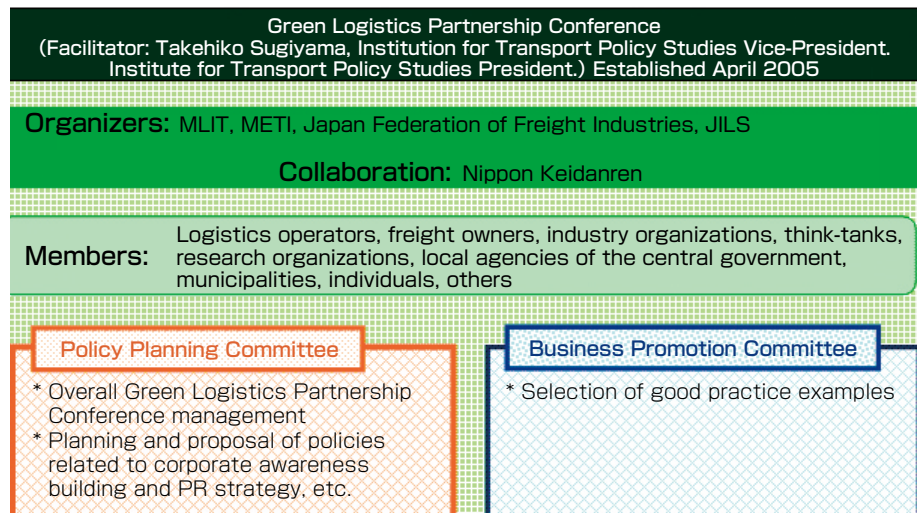 Green Logistics Partnership Conference
(Facilitator: Takehiko Sugiyama, Institution for Transport Policy Studies Vice-President.
Institute for Transport Policy Studies President.) Established April 2005
Organizers: MLIT, METI, Japan Federation of Freight Industries, JILS
Collaboration: Nippon Keidanren
Members: Logistics operators, freight owners, industry organizations, think-tanks,
research organizations, local agencies of the central government,
municipalities, individuals, others
Policy Planning Committee
* Overall Green Logistics Partnership
Conference management
* Planning and proposal of policies
related to corporate awareness
building and PR strategy, etc.
Business Promotion Committee
* Selection of good practice examples